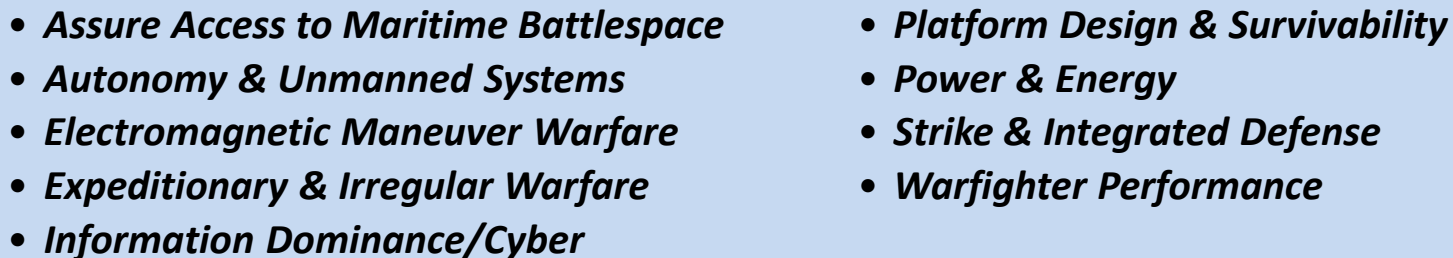 • Assure Access to Maritime Battlespace
• Autonomy & Unmanned Systems
• Electromagnetic Maneuver Warfare
• Expeditionary & Irregular Warfare
• Information Dominance/Cyber
• Platform Design & Survivability
• Power & Energy
• Strike & Integrated Defense
• Warfighter Performance